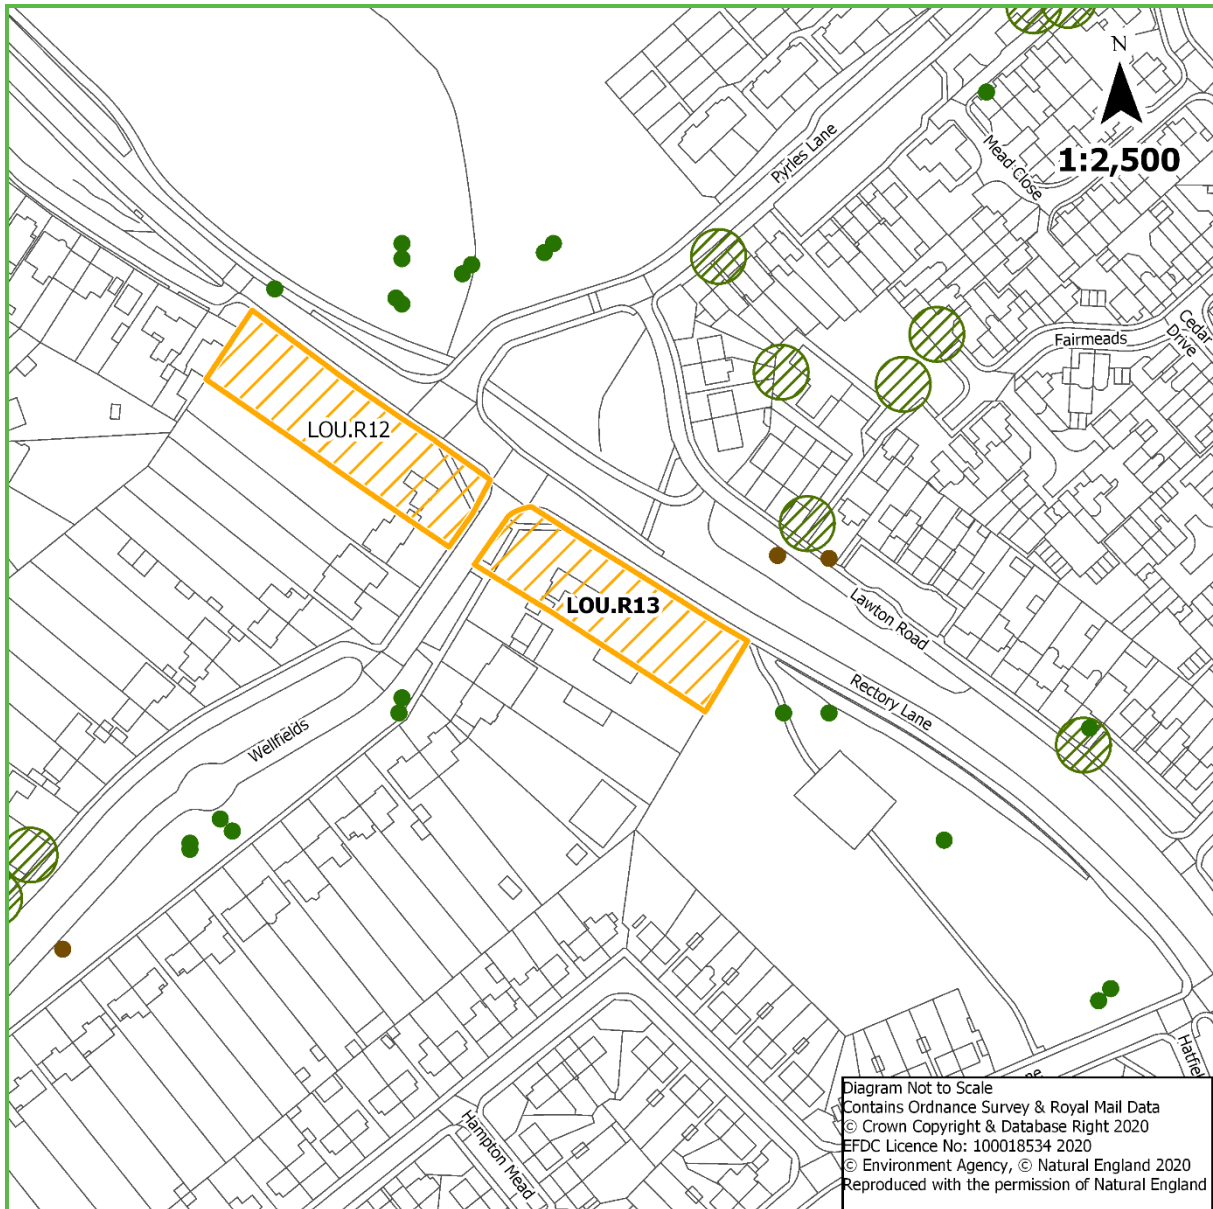 N
1:2,500
Pyrles Lane
Mead Close
Cedar
Drive
Fairmeads
LOU.R12
LOU.R13
Lawton Road
Rectory Lane
Wellfields
Hampton Mead
Diagram Not to Scale
Contains Ordnance Survey & Royal Mail Data
© Crown Copyright & Database Right 2020
EFDC Licence No: 100018534 2020
© Environment Agency, © Natural England 2020
Reproduced with the permission of Natural England